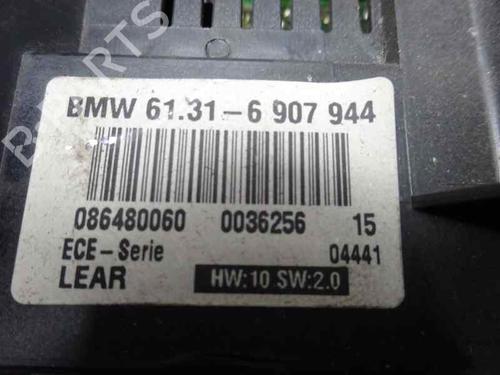 BMW 61.31-6 907 944
086480060 0036256 15
ECE-Serie 04441
LEAR HW:10 SW:2.0